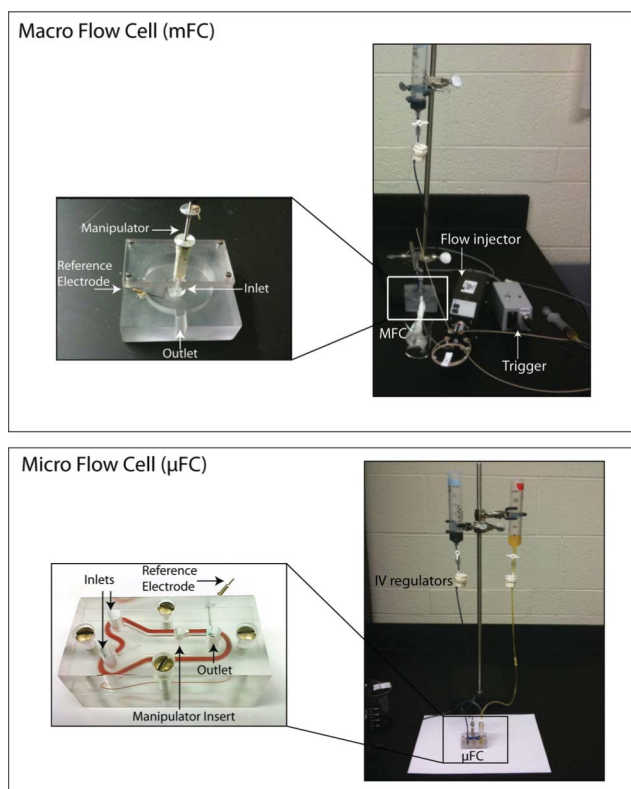 Macro Flow Cell (mFC)
Manipulator
Reference
Electrode
Inlet
Outlet
Flow injector
MFC
Trigger
Micro Flow Cell (µFC)
Inlets
Reference
Electrode
Outlet
Manipulator Insert
IV regulators
µFC